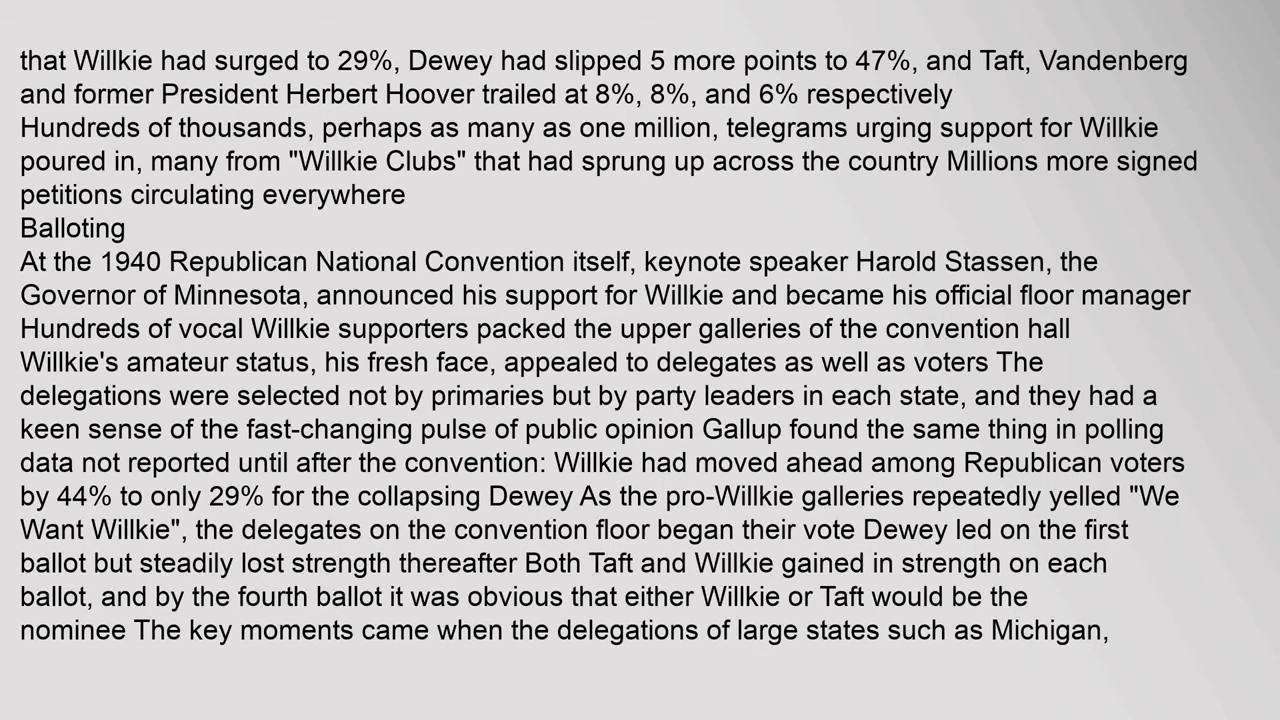 that Willkie had surged to 29%, Dewey had slipped 5 more points to 47%, and Taft, Vandenberg
and former President Herbert Hoover trailed at 8%, 8%, and 6% respectively
Hundreds of thousands, perhaps as many as one million, telegrams urging support for Willkie
poured in, many from "Willkie Clubs" that had sprung up across the country Millions more signed
petitions circulating everywhere
Balloting
At the 1940 Republican National Convention itself, keynote speaker Harold Stassen, the
Governor of Minnesota, announced his support for Willkie and became his official floor manager
Hundreds of vocal Willkie supporters packed the upper galleries of the convention hall
Willkie's amateur status, his fresh face, appealed to delegates as well as voters The
delegations were selected not by primaries but by party leaders in each state, and they had a
keen sense of the fast-changing pulse of public opinion Gallup found the same thing in polling
data not reported until after the convention: Willkie had moved ahead among Republican voters
by 44% to only 29% for the collapsing Dewey As the pro-Willkie galleries repeatedly yelled "We
Want Willkie", the delegates on the convention floor began their vote Dewey led on the first
ballot but steadily lost strength thereafter Both Taft and Willkie gained in strength on each
ballot, and by the fourth ballot it was obvious that either Willkie or Taft would be the
nominee The key moments came when the delegations of large states such as Michigan,